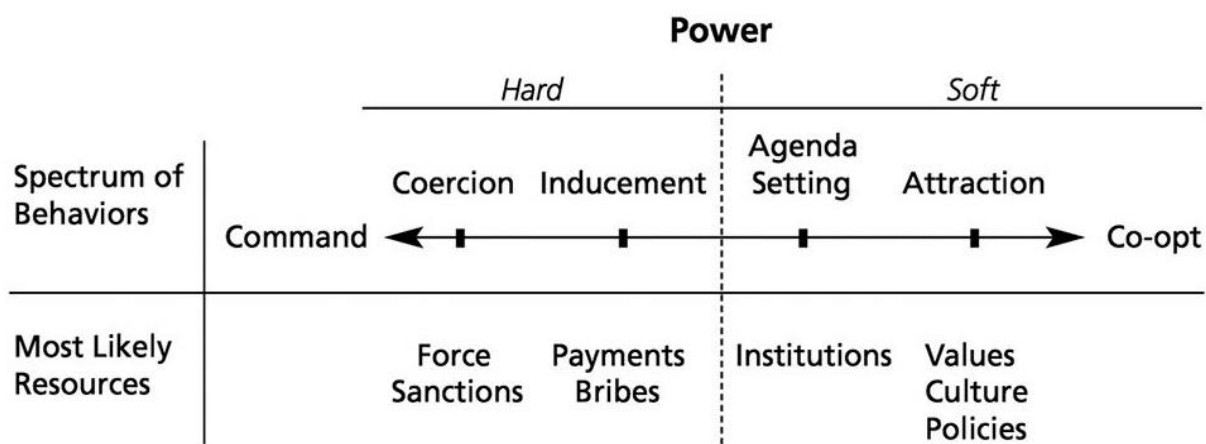 Power
Hard
Soft
Spectrum of
Behaviors
Command
Coercion
Inducement
Agenda
Setting
Attraction
Co-opt
Most Likely
Resources
Force
Sanctions
Payments
Bribes
Institutions
Values
Culture
Policies